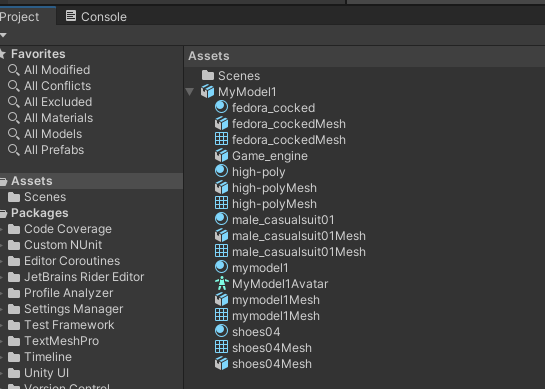 Project
Console
Favorites
All Modified
All Conflicts
All Excluded
All Materials
All Models
All Prefabs
Assets
Scenes
Packages
Code Coverage
Custom NUnit
Editor Coroutines
JetBrains Rider Editor
Profile Analyzer
Settings Manager
Test Framework
TextMeshPro
Timeline
Unity UI
Version Control
Assets
Scenes
MyModel1
fedora_cocked
fedora_cockedMesh
fedora_cockedMesh
Game_engine
high-poly
high-polyMesh
high-polyMesh
male_casualsuit01
male_casualsuit01Mesh
male_casualsuit01Mesh
mymodel1
MyModel1Avatar
mymodel1Mesh
mymodel1Mesh
shoes04
shoes04Mesh
shoes04Mesh